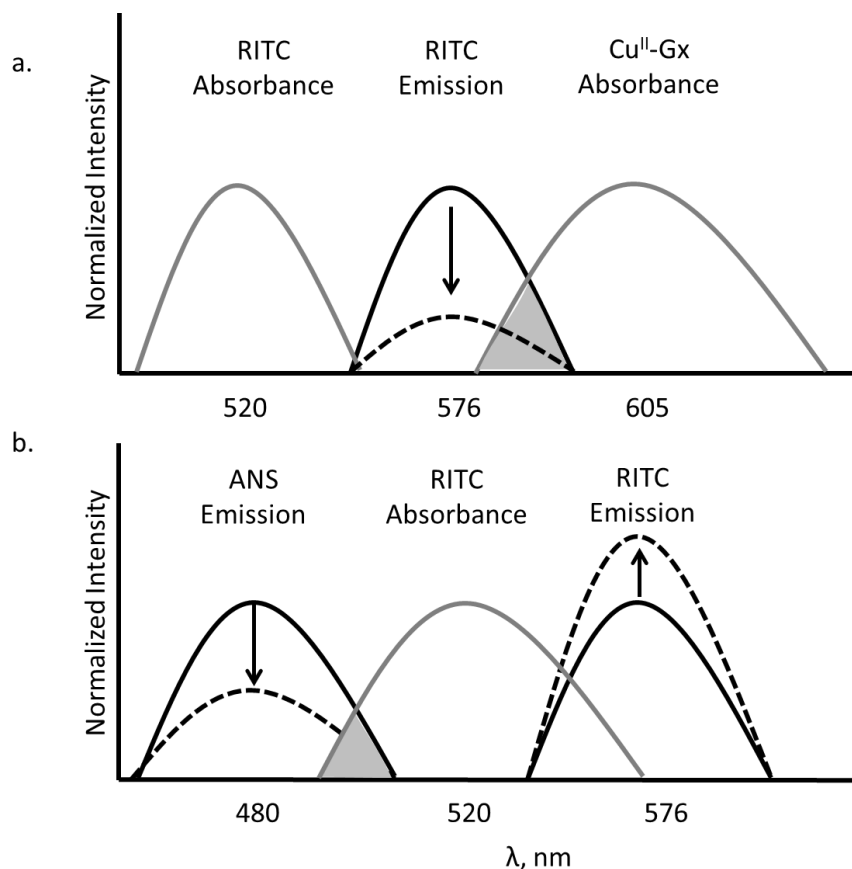 a.
RITC
Absorbance
RITC
Emission
Cuᴵᴵ-Gx
Absorbance
Normalized Intensity
520
576
605
b.
ANS
Emission
RITC
Absorbance
RITC
Emission
Normalized Intensity
480
520
576
λ, nm